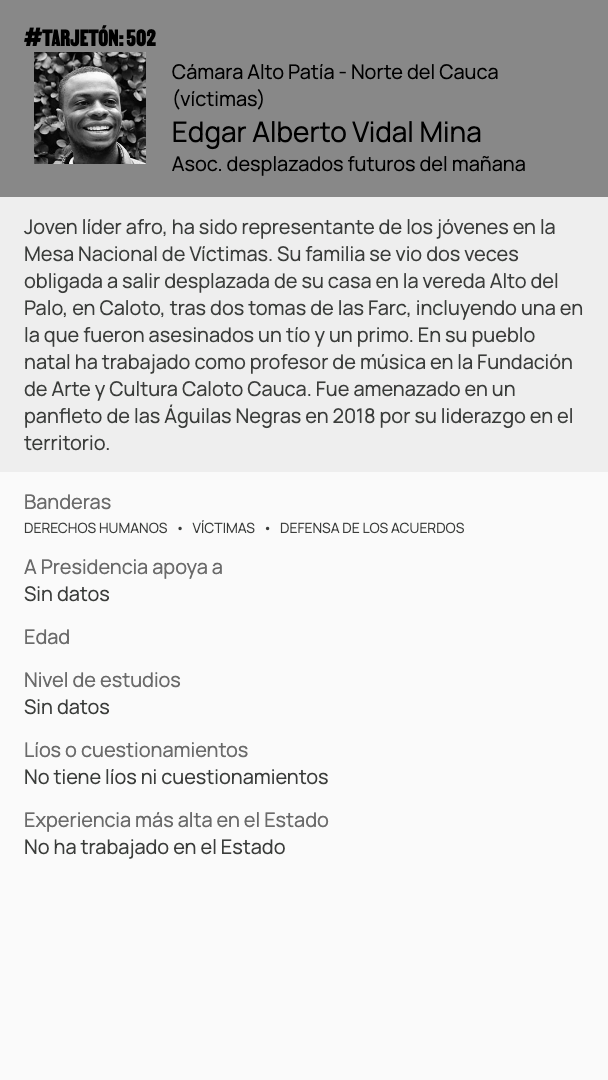 #TARJETÓN: 502
Cámara Alto Patía - Norte del Cauca
(víctimas)
Edgar Alberto Vidal Mina
Asoc. desplazados futuros del mañana
Joven líder afro, ha sido representante de los jóvenes en la
Mesa Nacional de Víctimas. Su familia se vio dos veces
obligada a salir desplazada de su casa en la vereda Alto del
Palo, en Caloto, tras dos tomas de las Farc, incluyendo una en
la que fueron asesinados un tío y un primo. En su pueblo
natal ha trabajado como profesor de música en la Fundación
de Arte y Cultura Caloto Cauca. Fue amenazado en un
panfleto de las Águilas Negras en 2018 por su liderazgo en el
territorio.
Banderas
DERECHOS HUMANOS • VÍCTIMAS • DEFENSA DE LOS ACUERDOS
A Presidencia apoya a
Sin datos
Edad
Nivel de estudios
Sin datos
Líos o cuestionamientos
No tiene líos ni cuestionamientos
Experiencia más alta en el Estado
No ha trabajado en el Estado